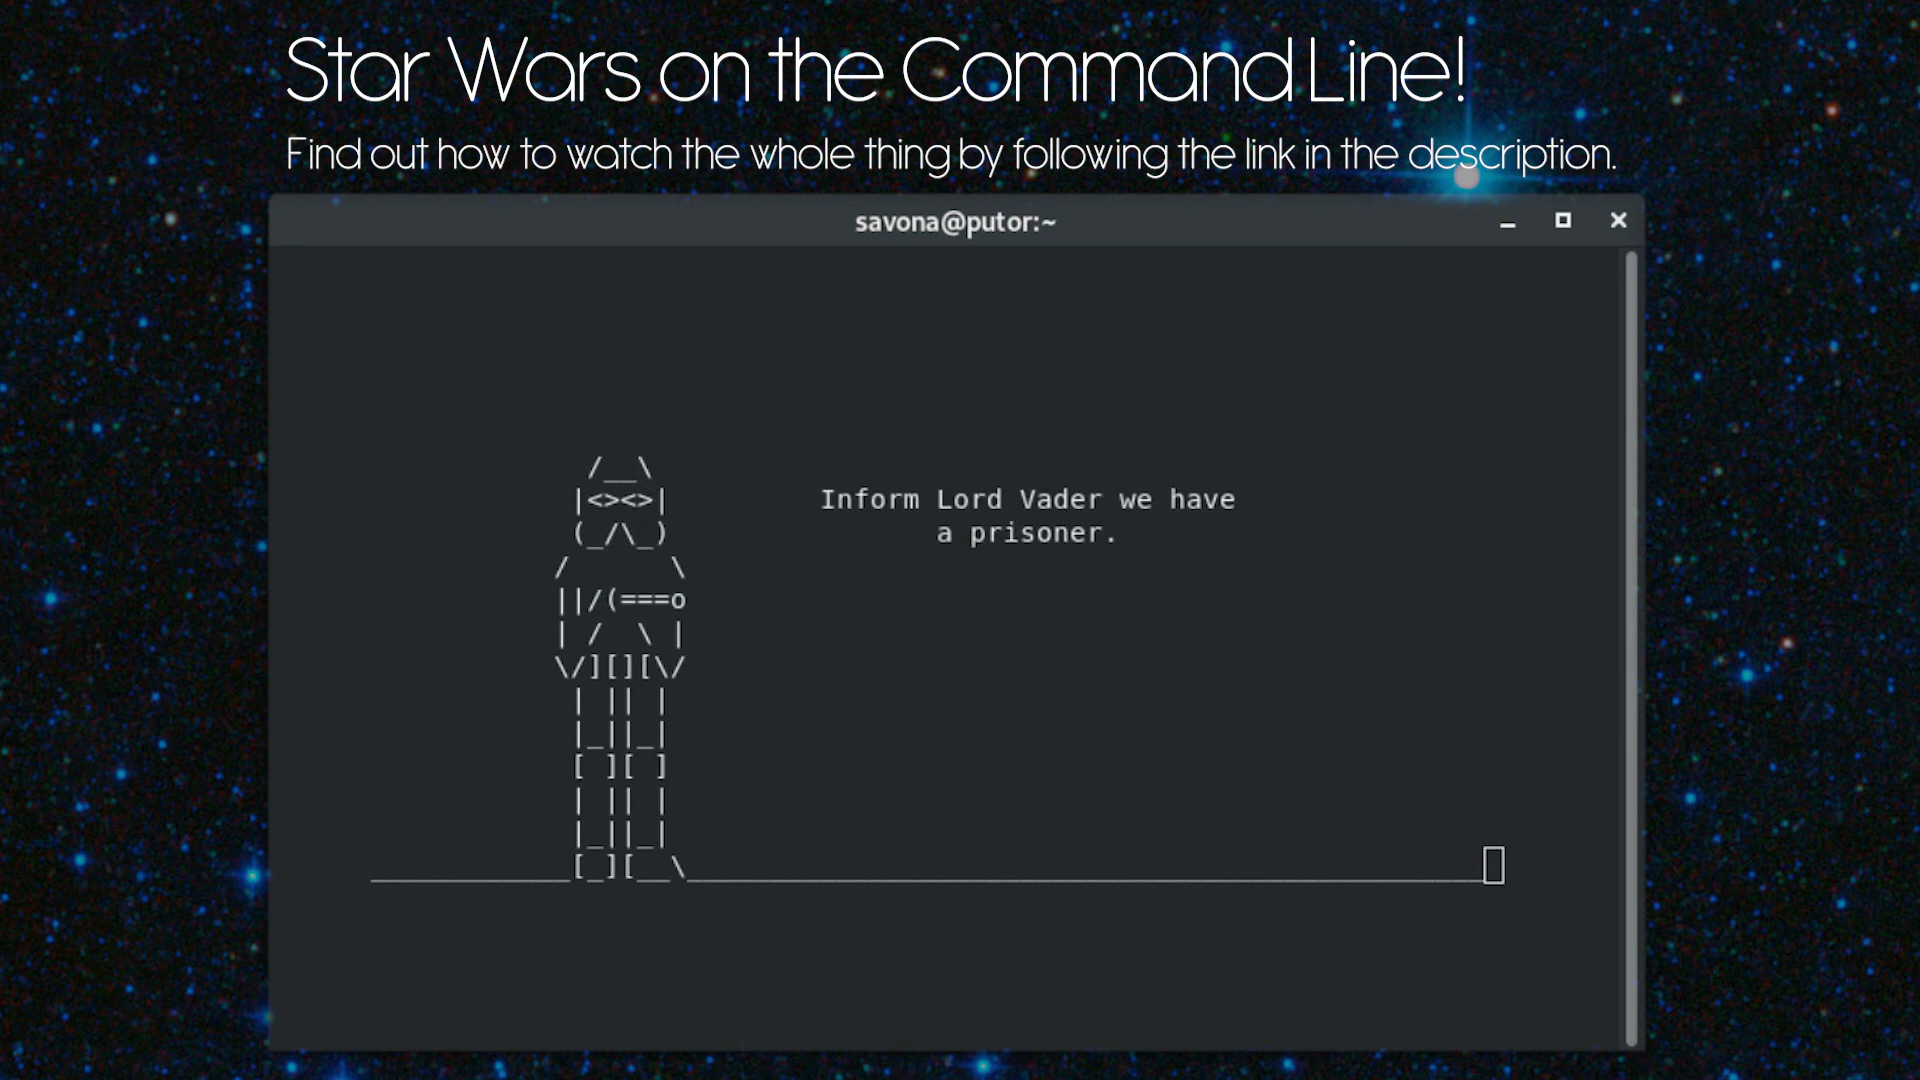 Star Wars on the Command Line!
Find out how to watch the whole thing by following the link in the description.
savona@putor:~
Inform Lord Vader we have
a prisoner.